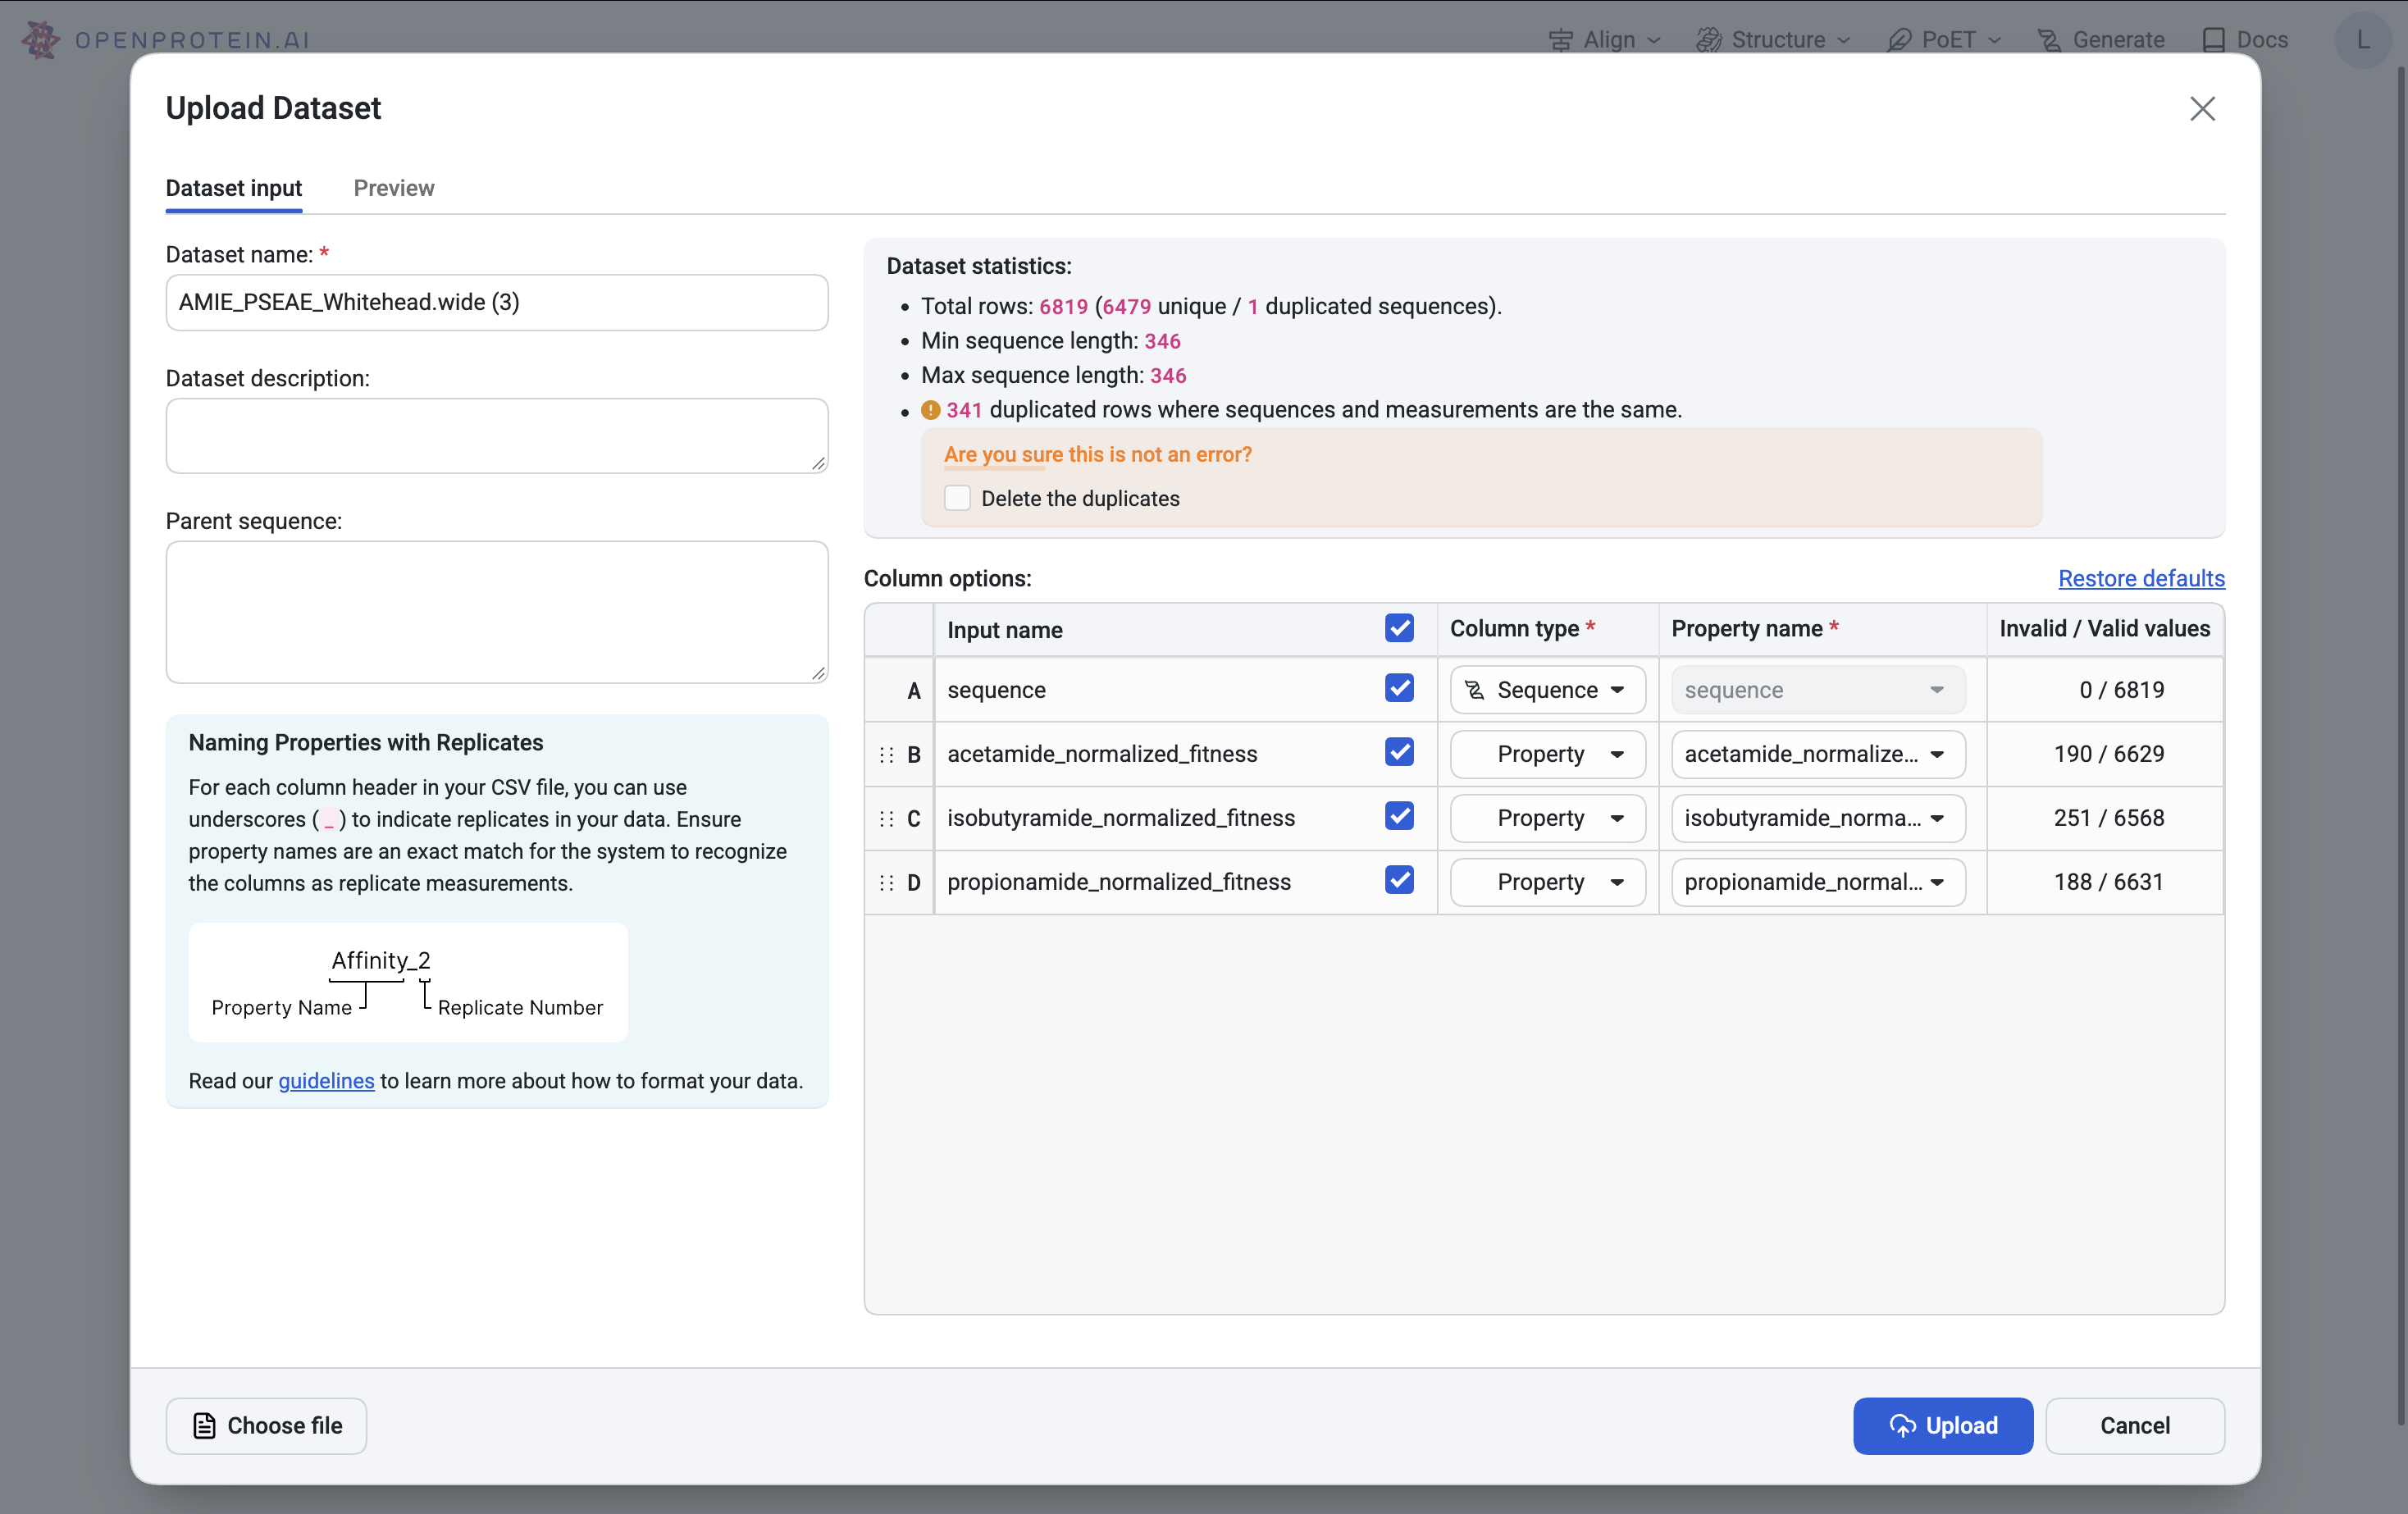 OPENPROTEIN.AI
Align
Structure
PoET
Generate
Docs
L
Upload Dataset
Dataset input
Preview
Dataset name: *
AMIE_PSEAE_Whitehead.wide (3)
Dataset description:
Parent sequence:
Naming Properties with Replicates
For each column header in your CSV file, you can use
underscores ( _ ) to indicate replicates in your data. Ensure
property names are an exact match for the system to recognize
the columns as replicate measurements.
Affinity_2
Property Name
Replicate Number
Read our guidelines to learn more about how to format your data.
Dataset statistics:
• Total rows: 6819 (6479 unique / 1 duplicated sequences).
• Min sequence length: 346
• Max sequence length: 346
• 341 duplicated rows where sequences and measurements are the same.
Are you sure this is not an error?
Delete the duplicates
Column options:
Restore defaults
Input name Column type * Property name * Invalid / Valid values
A sequence Sequence sequence 0 / 6819
B acetamide_normalized_fitness Property acetamide_normalize... 190 / 6629
C isobutyramide_normalized_fitness Property isobutyramide_norma... 251 / 6568
D propionamide_normalized_fitness Property propionamide_normal... 188 / 6631
Choose file
Upload
Cancel